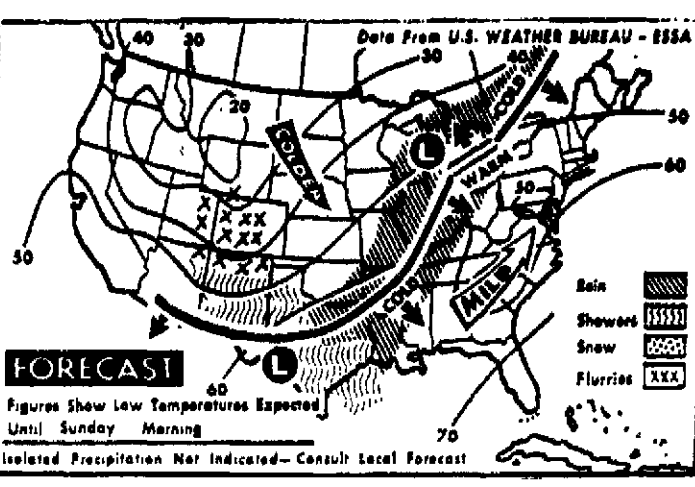 40 30
Data From U.S. WEATHER BUREAU - ESSA
30
40
COLD
20
50
COLDER
L
WARM
60
50
50
COLD
MILD
Rain
Showers
Snow
Flurries XXX
FORECAST
L
60
70
Figures Show Low Temperatures Expected
Until Sunday Morning
Isolated Precipitation Not Indicated— Consult Local Forecast